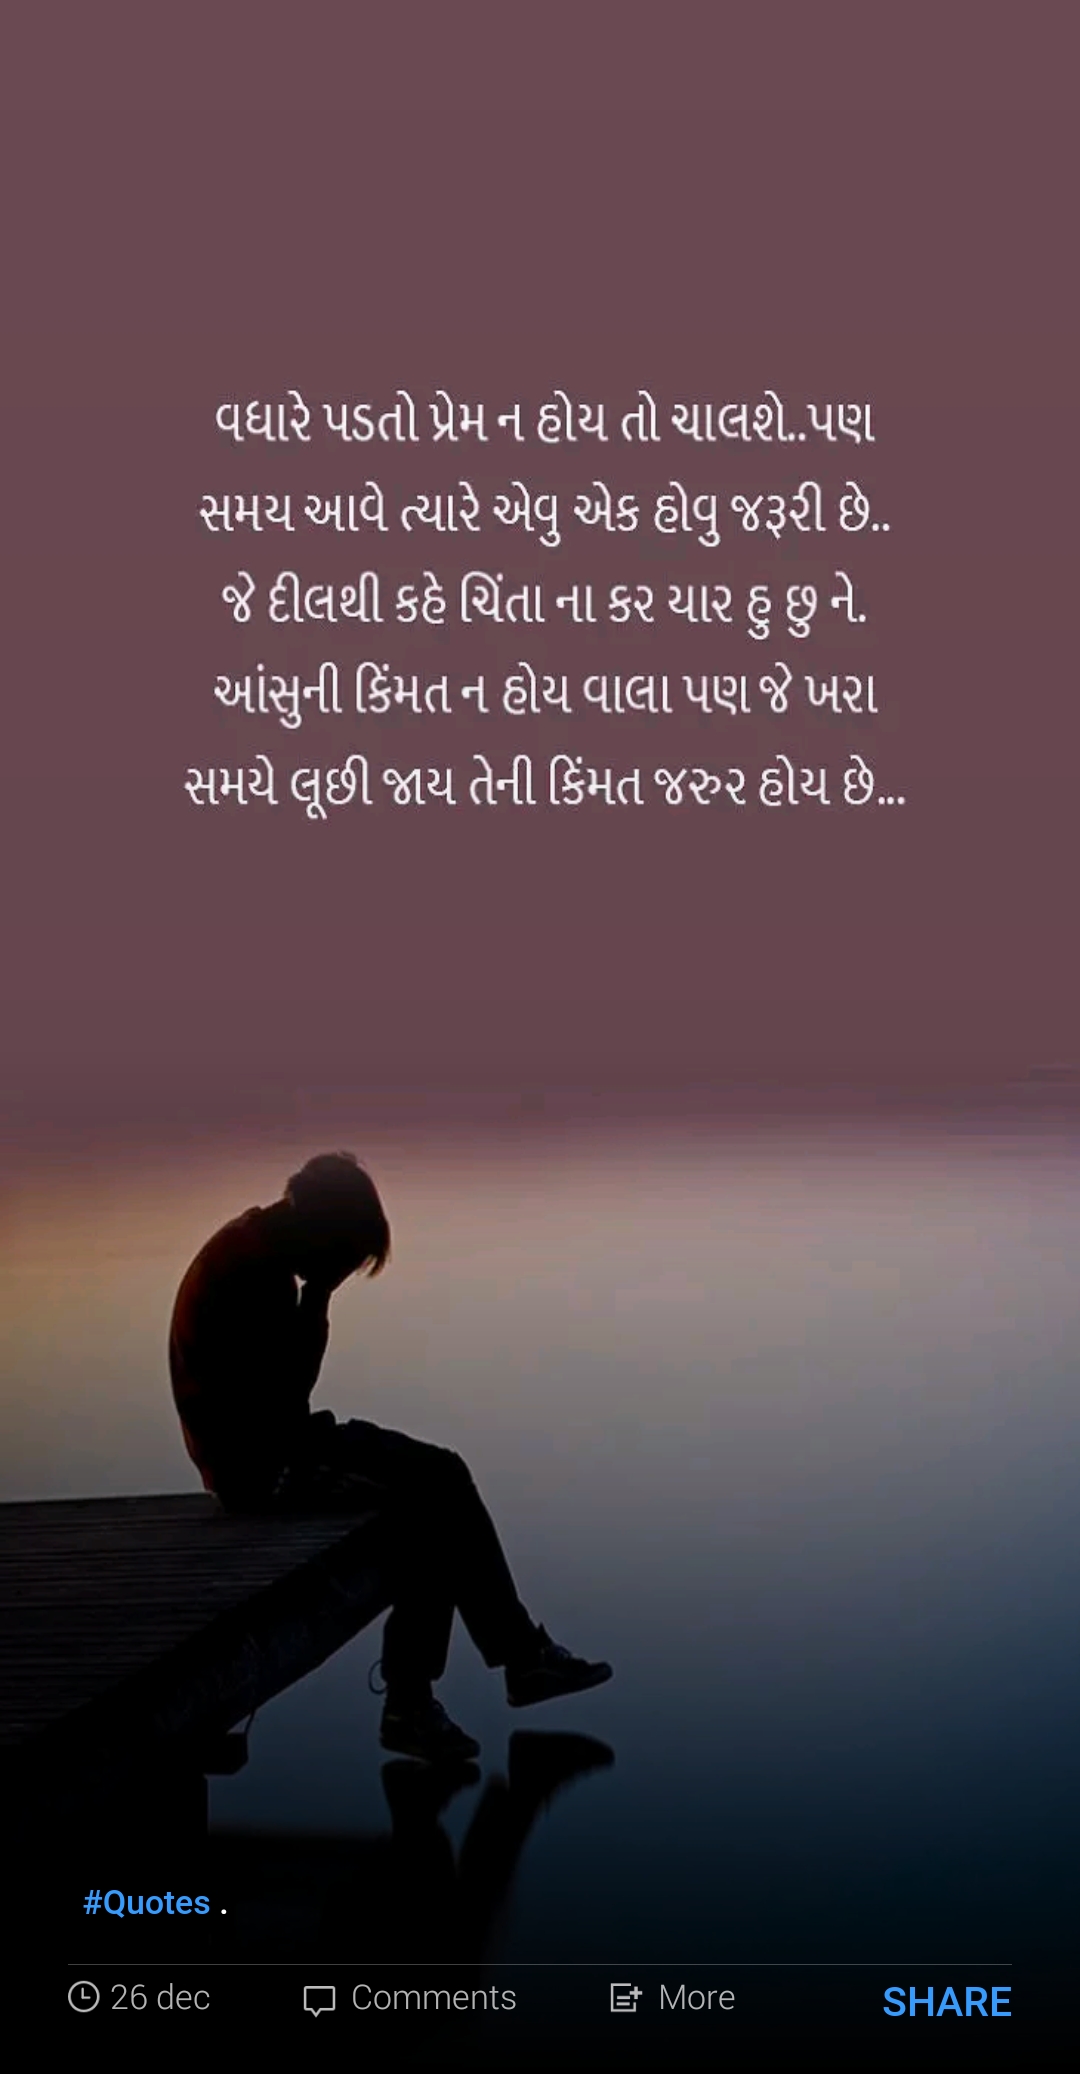 વધારે પડતો પ્રેમ ન હોય તો ચાલશે..પણ
સમય આવે ત્યારે એવુ એક હોવુ જરૂરી છે..
જે દીલથી કહે ચિંતા ના કર યાર હુ છુ ને.
આંસુની કિંમત ન હોય વાલા પણ જે ખરા
સમયે લૂછી જાય તેની કિંમત જરુર હોય છે...
#Quotes .
26 dec Comments More SHARE